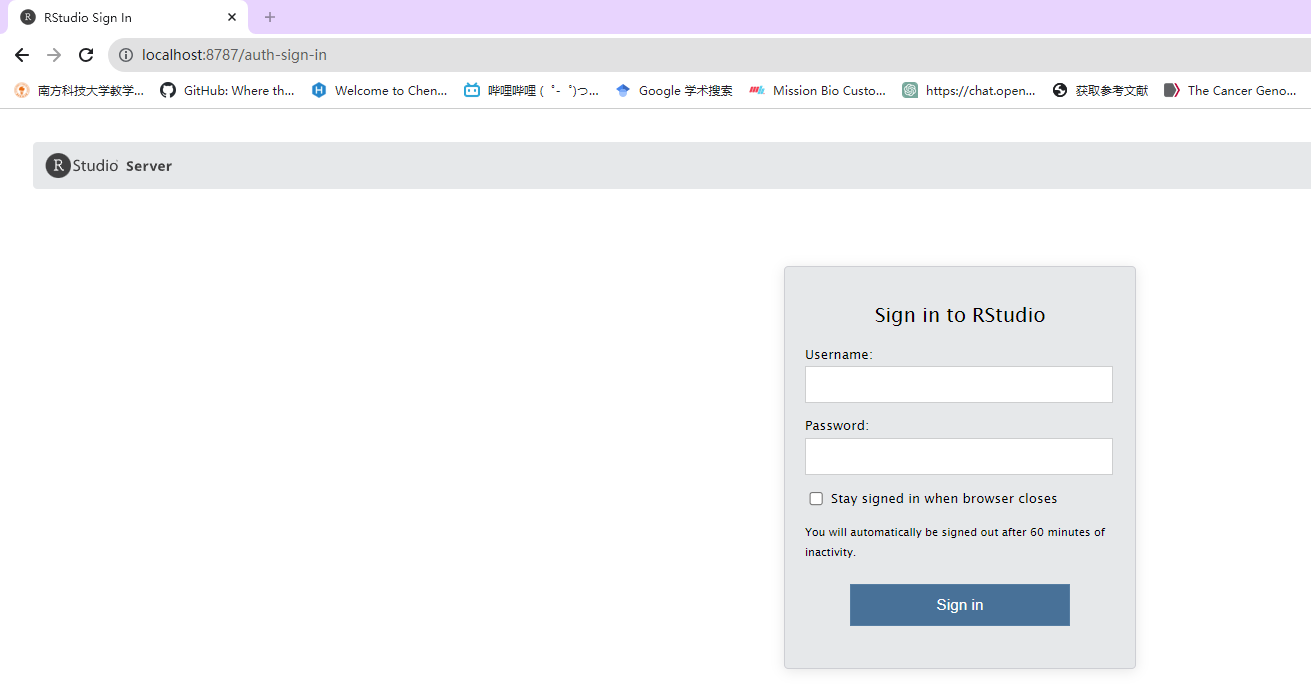 RStudio Sign In
localhost:8787/auth-sign-in
南方科技大学教学... GitHub: Where th... Welcome to Chen... 哔哩哔哩 ( ゜- ゜)つ... Google 学术搜索 Mission Bio Custo... https://chat.open... 获取参考文献 The Cancer Geno...
R Studio Server
Sign in to RStudio
Username:
Password:
Stay signed in when browser closes
You will automatically be signed out after 60 minutes of
inactivity.
Sign in